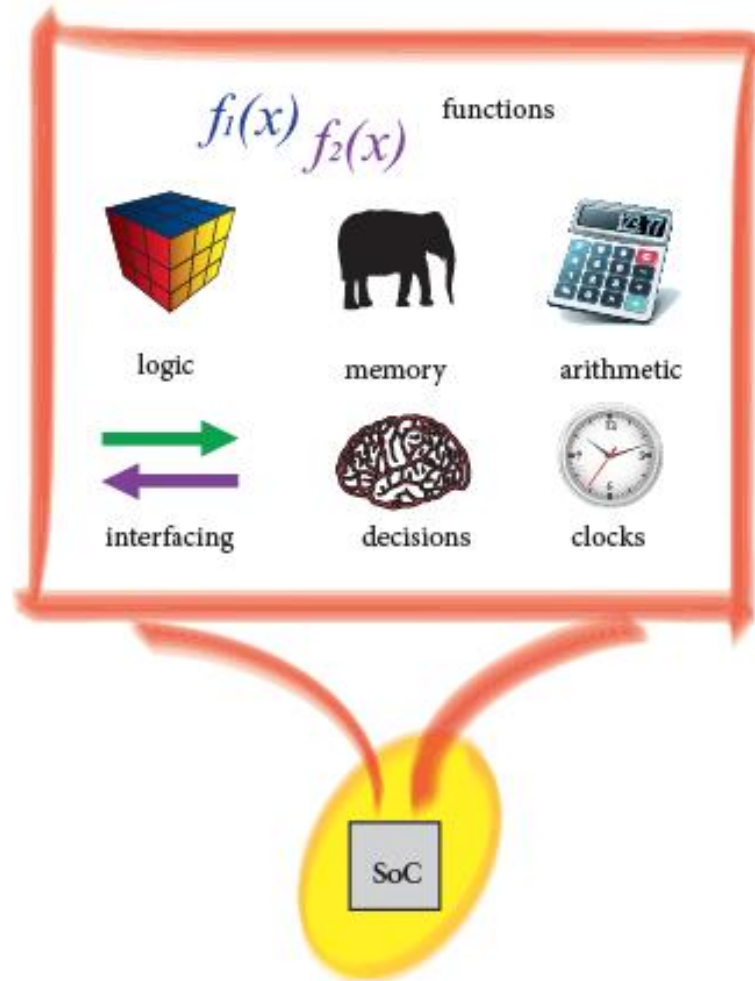 f1(x) f2(x) functions
logic memory arithmetic
interfacing decisions clocks
SoC